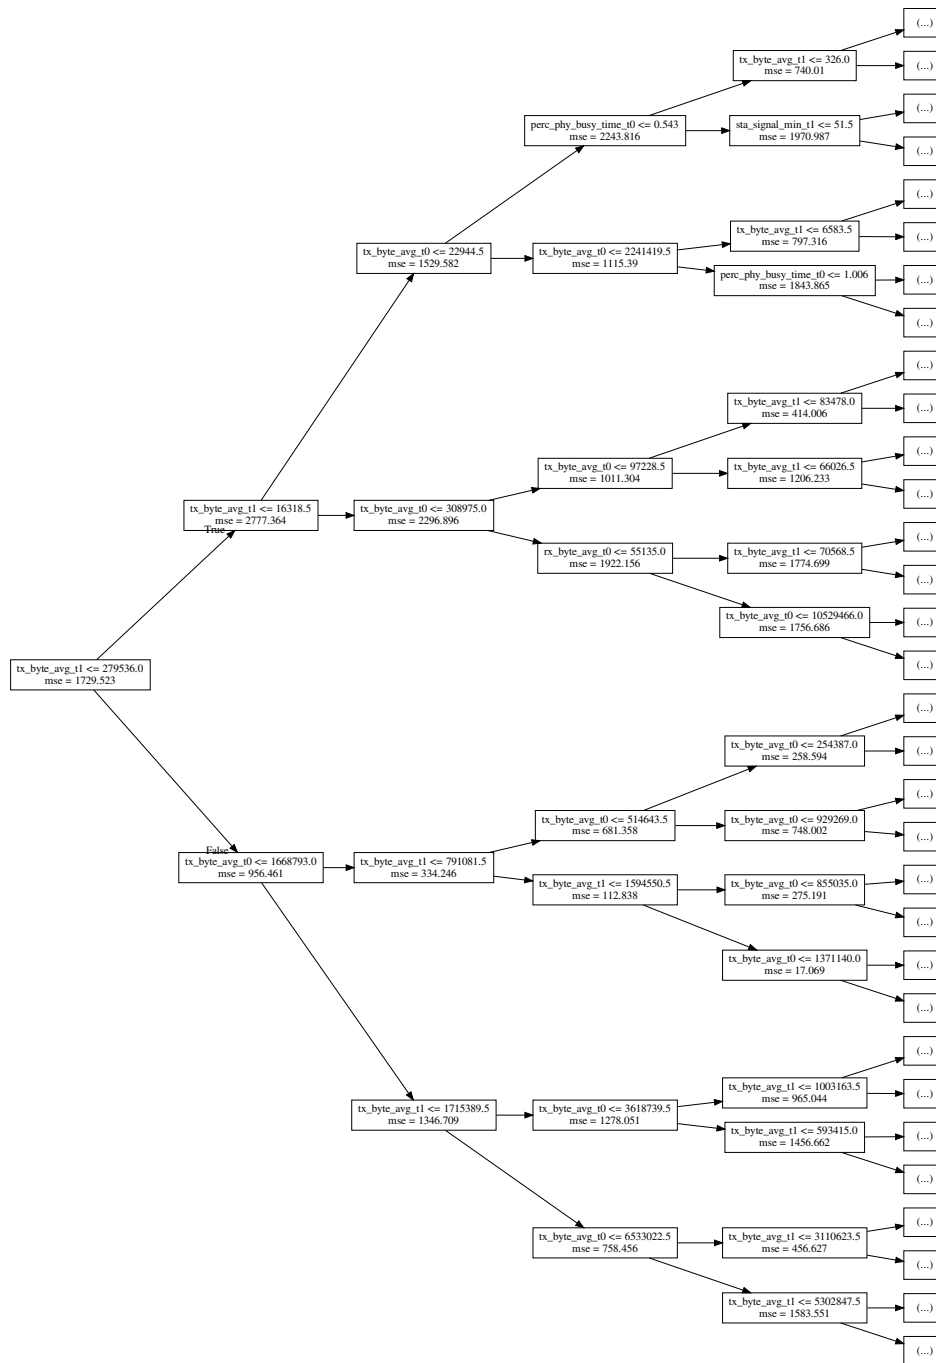 (...)
tx_byte_avg_t1 <= 326.0
mse = 740.01
(...)
(...)
perc_phy_busy_time_t0 <= 0.543
mse = 2243.816
sta_signal_min_t1 <= 51.5
mse = 1970.987
(...)
(...)
tx_byte_avg_t1 <= 6583.5
mse = 797.316
(...)
tx_byte_avg_t0 <= 22944.5
mse = 1529.582
tx_byte_avg_t0 <= 2241419.5
mse = 1115.39
perc_phy_busy_time_t0 <= 1.006
mse = 1843.865
(...)
(...)
(...)
tx_byte_avg_t1 <= 83478.0
mse = 414.006
(...)
(...)
tx_byte_avg_t0 <= 97228.5
mse = 1011.304
tx_byte_avg_t1 <= 66026.5
mse = 1206.233
(...)
tx_byte_avg_t1 <= 16318.5
mse = 2777.364
True
tx_byte_avg_t0 <= 308975.0
mse = 2296.896
(...)
rx_byte_avg_t0 <= 55135.0
mse = 1922.156
tx_byte_avg_t1 <= 70568.5
mse = 1774.699
(...)
tx_byte_avg_t0 <= 10529466.0
mse = 1756.686
(...)
(...)
tx_byte_avg_t1 <= 279536.0
mse = 1729.523
(...)
tx_byte_avg_t0 <= 254387.0
mse = 258.594
(...)
(...)
tx_byte_avg_t0 <= 514643.5
mse = 681.358
tx_byte_avg_t0 <= 929269.0
mse = 748.002
(...)
False
tx_byte_avg_t0 <= 1668793.0
mse = 956.461
tx_byte_avg_t1 <= 791081.5
mse = 334.246
(...)
tx_byte_avg_t1 <= 1594550.5
mse = 112.838
tx_byte_avg_t0 <= 855035.0
mse = 275.191
(...)
tx_byte_avg_t0 <= 1371140.0
mse = 17.069
(...)
(...)
(...)
tx_byte_avg_t1 <= 1003163.5
mse = 965.044
(...)
tx_byte_avg_t1 <= 1715389.5
mse = 1346.709
tx_byte_avg_t0 <= 3618739.5
mse = 1278.051
tx_byte_avg_t1 <= 593415.0
mse = 1456.662
(...)
(...)
(...)
tx_byte_avg_t0 <= 6533022.5
mse = 758.456
tx_byte_avg_t1 <= 3110623.5
mse = 456.627
(...)
tx_byte_avg_t1 <= 5302847.5
mse = 1583.551
(...)
(...)